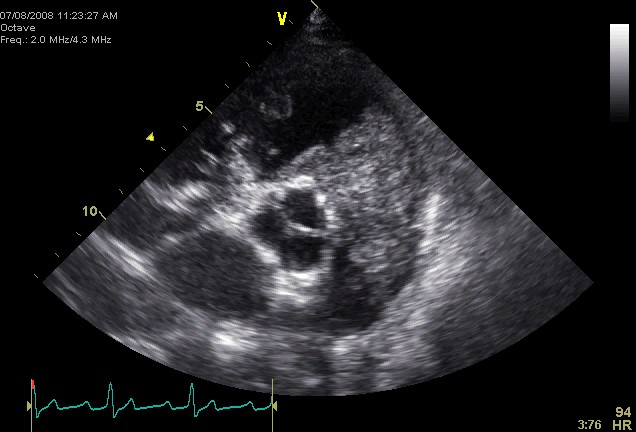 07/08/2008 11:23:27 AM
Octave
Freq.: 2.0 MHz/4.3 MHz
V
5
10
94
3:76 HR